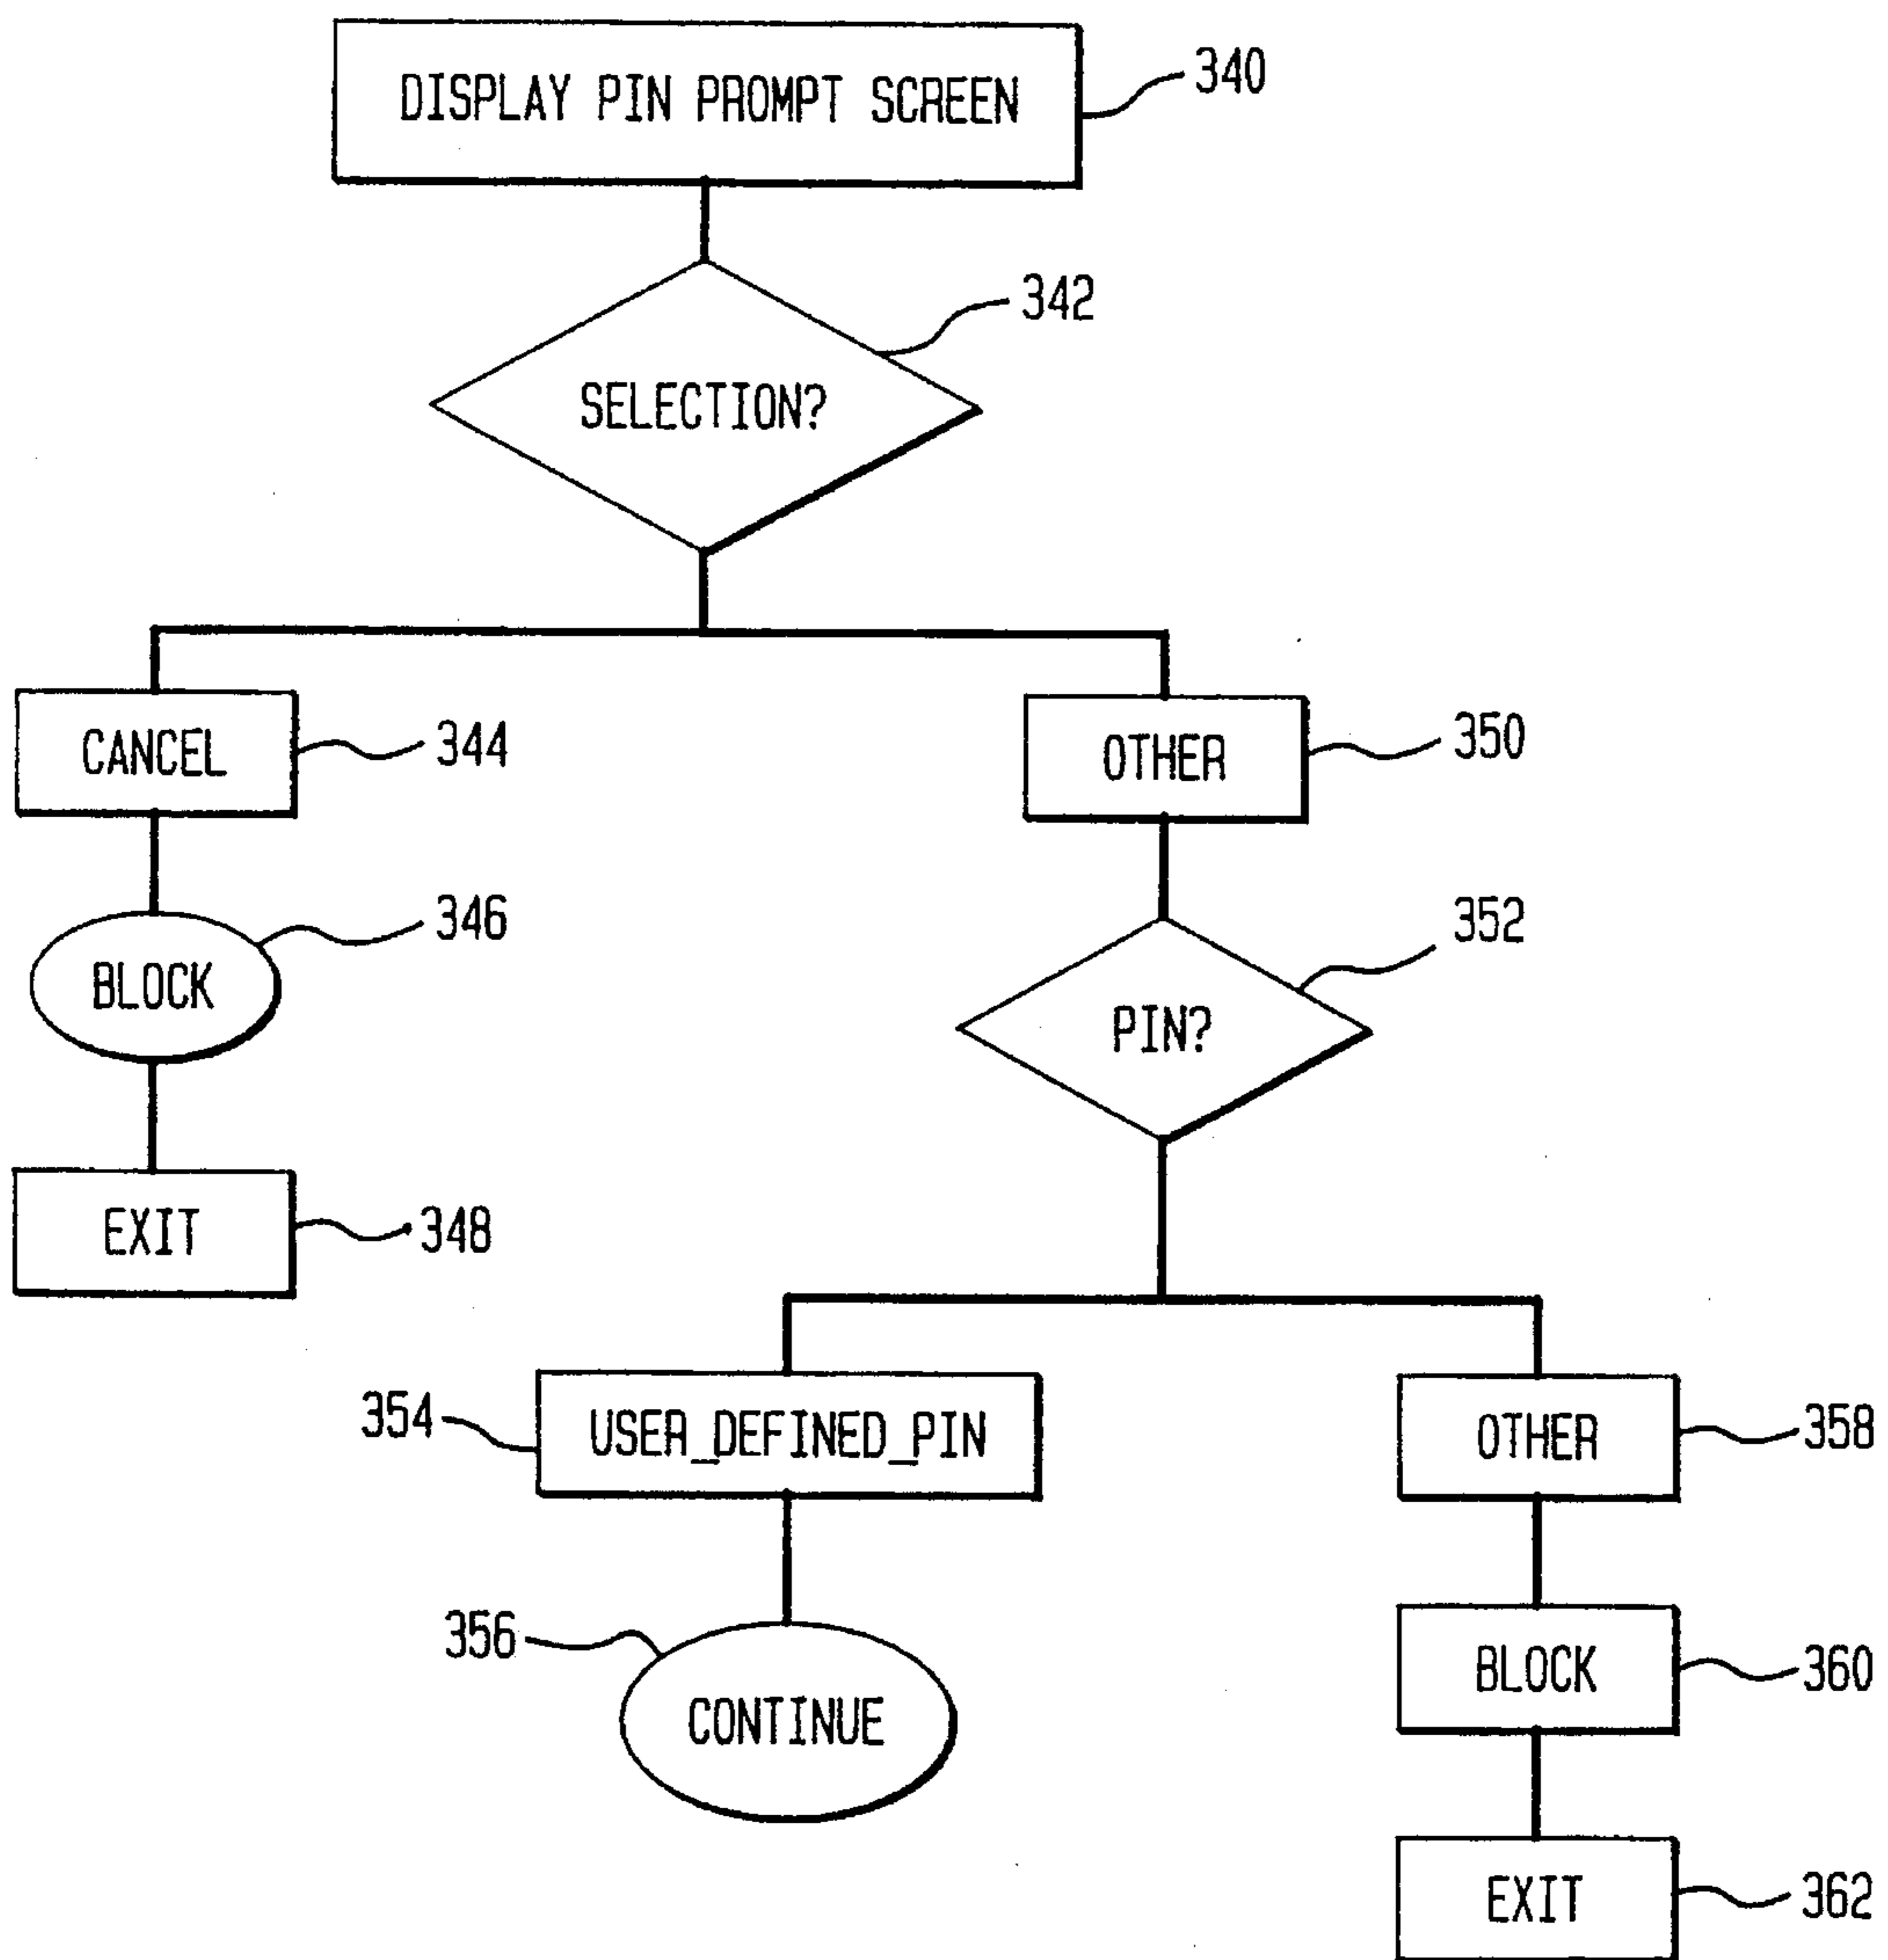 DISPLAY PIN PROMPT SCREEN
340
SELECTION?
342
CANCEL
344
OTHER
350
BLOCK
346
PIN?
352
EXIT
348
354
USER_DEFINED_PIN
OTHER
358
356
CONTINUE
BLOCK
360
EXIT
362